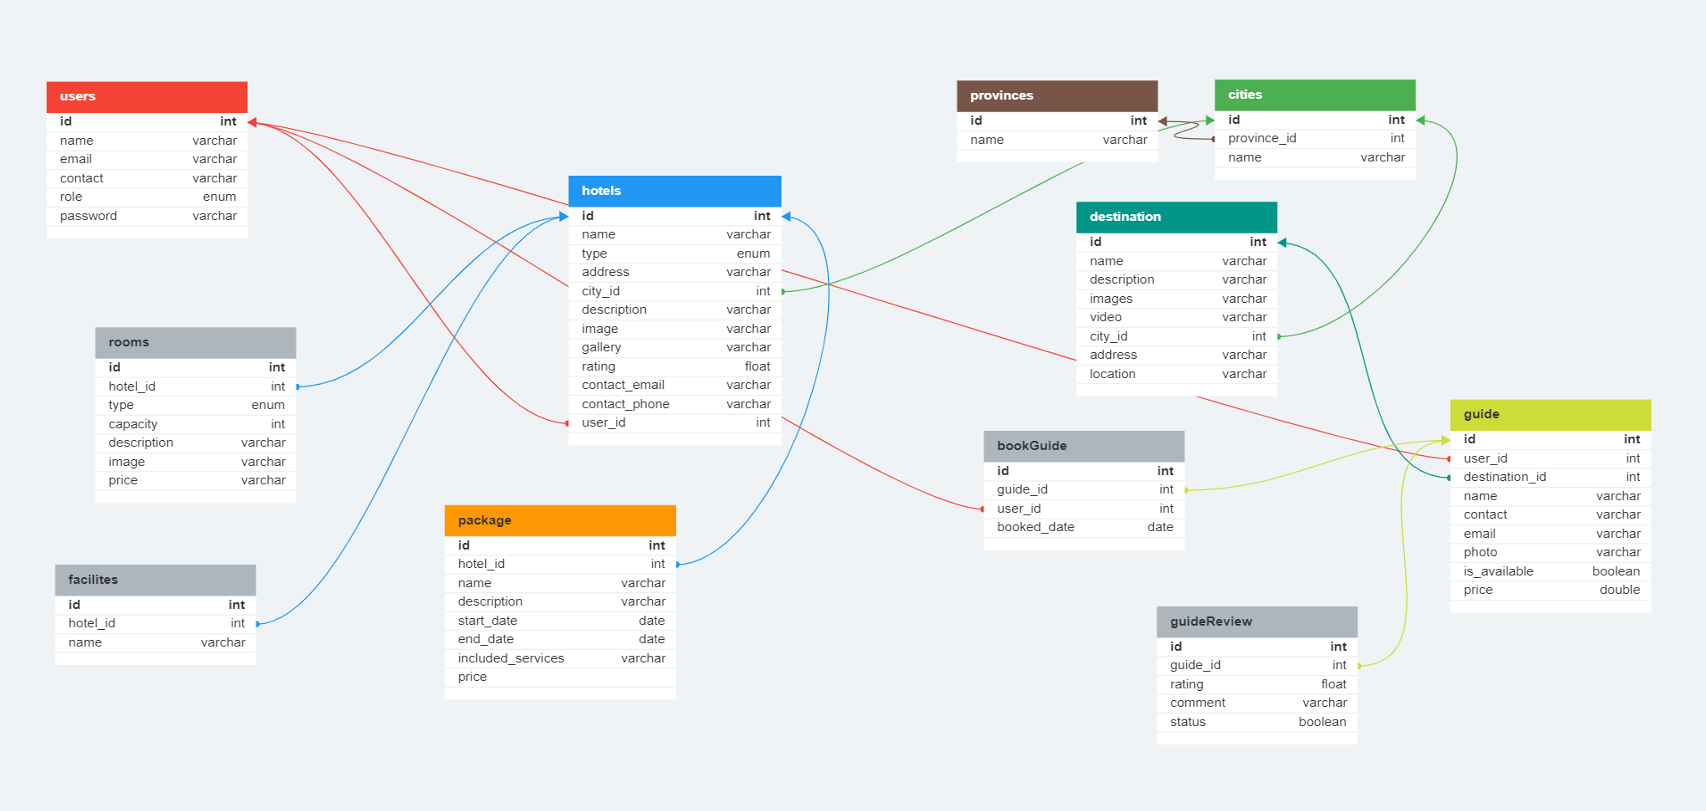 users
id int
name varchar
email varchar
contact varchar
role enum
password varchar
provinces
id int
name varchar
cities
id int
province_id int
name varchar
hotels
id int
name varchar
type enum
address varchar
city_id int
description varchar
image varchar
gallery varchar
rating float
contact_email varchar
contact_phone varchar
user_id int
destination
id int
name varchar
description varchar
images varchar
video varchar
city_id int
address varchar
location varchar
rooms
id int
hotel_id int
type enum
capacity int
description varchar
image varchar
price varchar
guide
id int
user_id int
destination_id int
name varchar
contact varchar
email varchar
photo varchar
is_available boolean
price double
bookGuide
id int
guide_id int
user_id int
booked_date date
package
id int
hotel_id int
name varchar
description varchar
start_date date
end_date date
included_services varchar
price
facilites
id int
hotel_id int
name varchar
guideReview
id int
guide_id int
rating float
comment varchar
status boolean